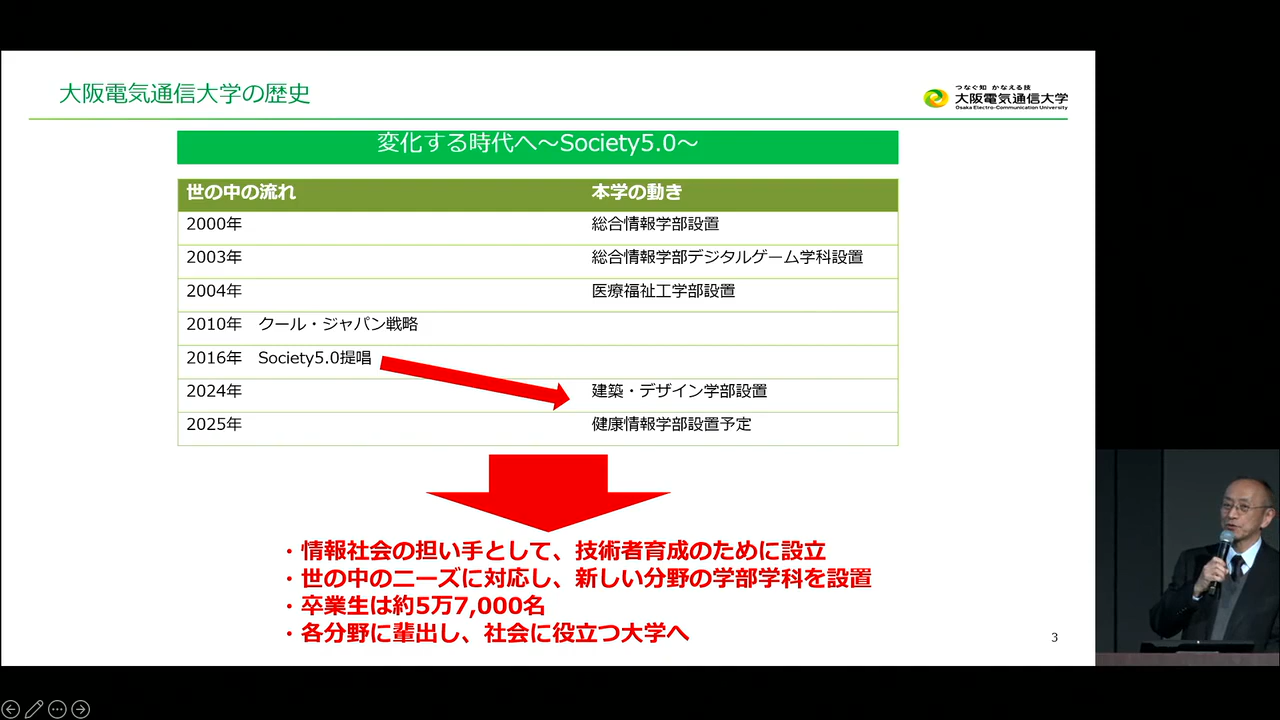 大阪電気通信大学の歴史
つなぐ知 かなえる技
大阪電気通信大学
Osaka Electro-Communication University
変化する時代へ～Society5.0～
世の中の流れ 本学の動き
2000年 総合情報学部設置
2003年 総合情報学部デジタルゲーム学科設置
2004年 医療福祉工学部設置
2010年 クール・ジャパン戦略
2016年 Society5.0提唱
2024年 建築・デザイン学部設置
2025年 健康情報学部設置予定
・情報社会の担い手として、技術者育成のために設立
・世の中のニーズに対応し、新しい分野の学部学科を設置
・卒業生は約5万7,000名
・各分野に輩出し、社会に役立つ大学へ
3